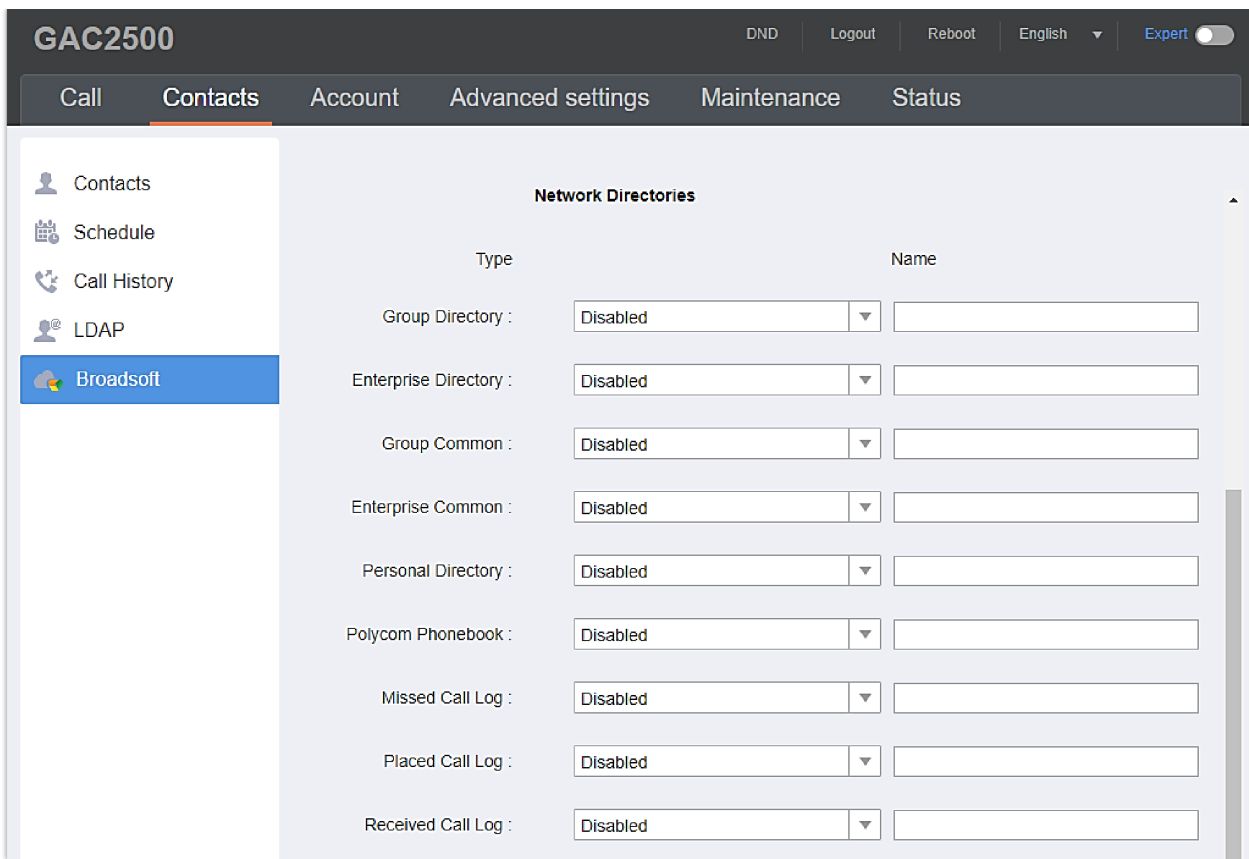 GAC2500 DND Logout Reboot English Expert
Call Contacts Account Advanced settings Maintenance Status
Contacts
Schedule
Call History
LDAP
Broadsoft
Network Directories
Type Name
Group Directory : Disabled
Enterprise Directory : Disabled
Group Common : Disabled
Enterprise Common : Disabled
Personal Directory : Disabled
Polycom Phonebook : Disabled
Missed Call Log : Disabled
Placed Call Log : Disabled
Received Call Log : Disabled